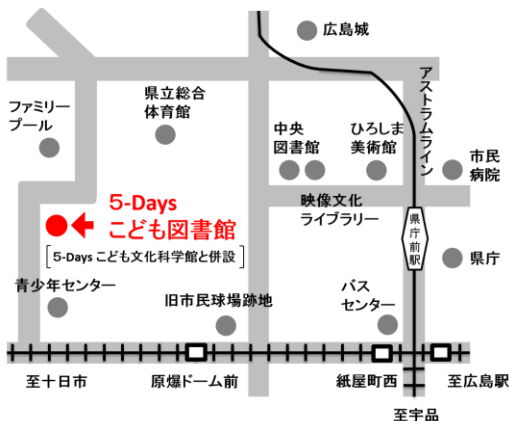 広島城
アストラムライン
県立総合
体育館
ファミリー
プール
中央
図書館
ひろしま
美術館
市民
病院
5-Days
こども図書館
[5-Days こども文化科学館と併設]
映像文化
ライブラリー
県庁前駅
県庁
青少年センター
旧市民球場跡地
バス
センター
至十日市
原爆ドーム前
紙屋町西
至広島駅
至宇品